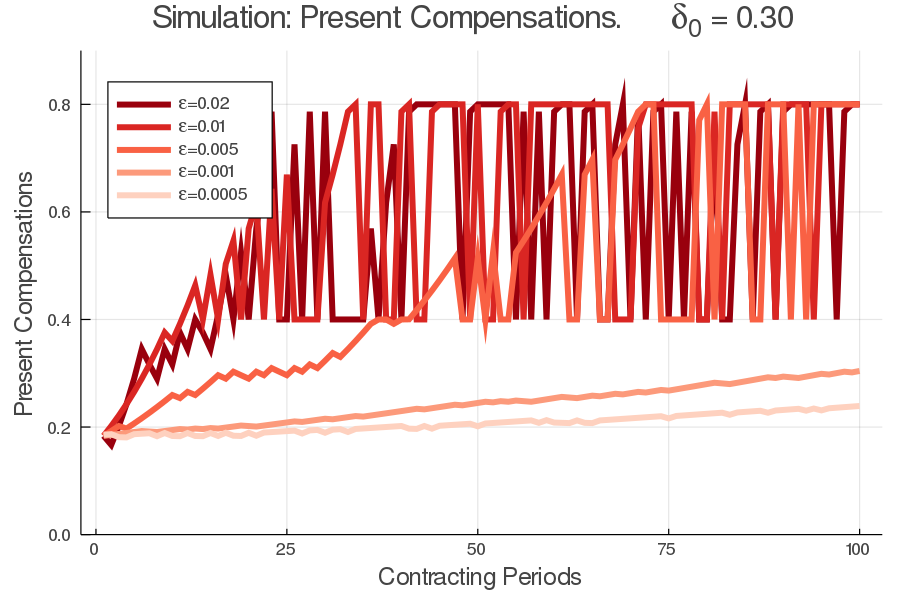 Simulation: Present Compensations.   δ₀ = 0.30
Present Compensations
0.8
0.6
0.4
0.2
0.0
ε=0.02
ε=0.01
ε=0.005
ε=0.001
ε=0.0005
0 25 50 75 100
Contracting Periods